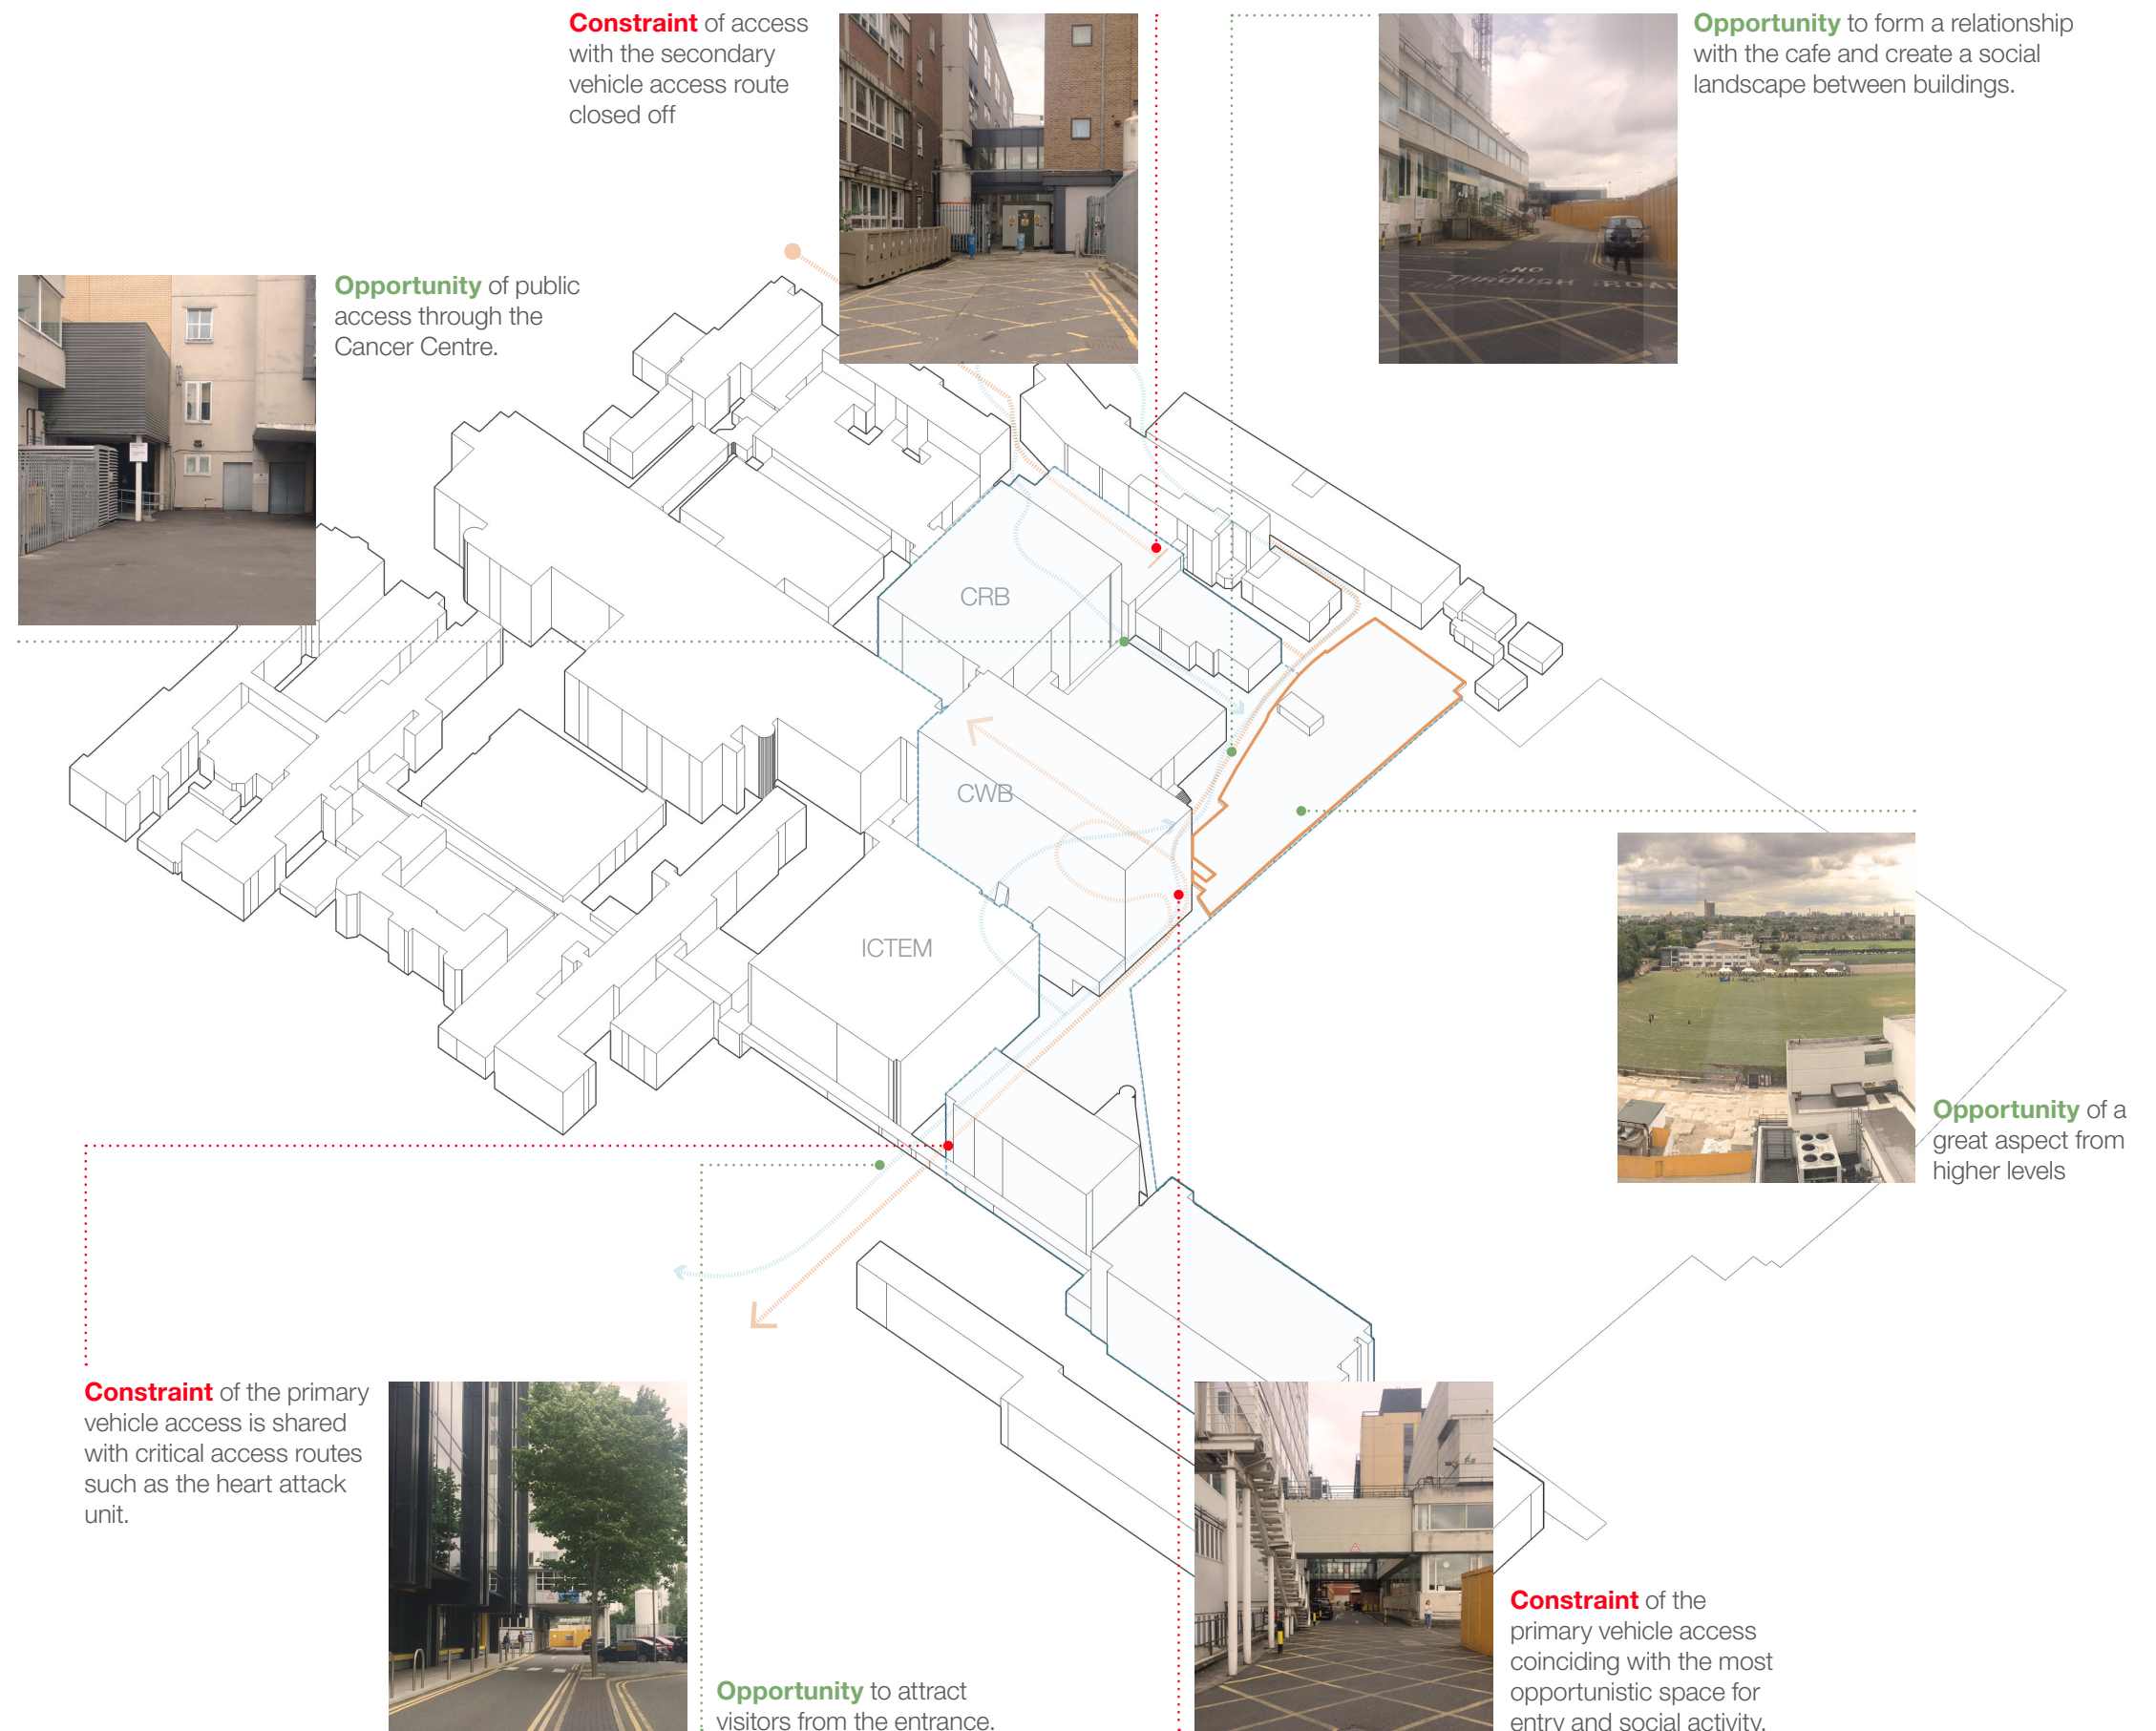 Constraint of access
with the secondary
vehicle access route
closed off
Opportunity to form a relationship
with the cafe and create a social
landscape between buildings.
NO
THROUGH ROAD
Opportunity of public
access through the
Cancer Centre.
CRB
CWB
ICTEM
Opportunity of a
great aspect from
higher levels
Constraint of the primary
vehicle access is shared
with critical access routes
such as the heart attack
unit.
Opportunity to attract
visitors from the entrance.
Constraint of the
primary vehicle access
coinciding with the most
opportunistic space for
entry and social activity.